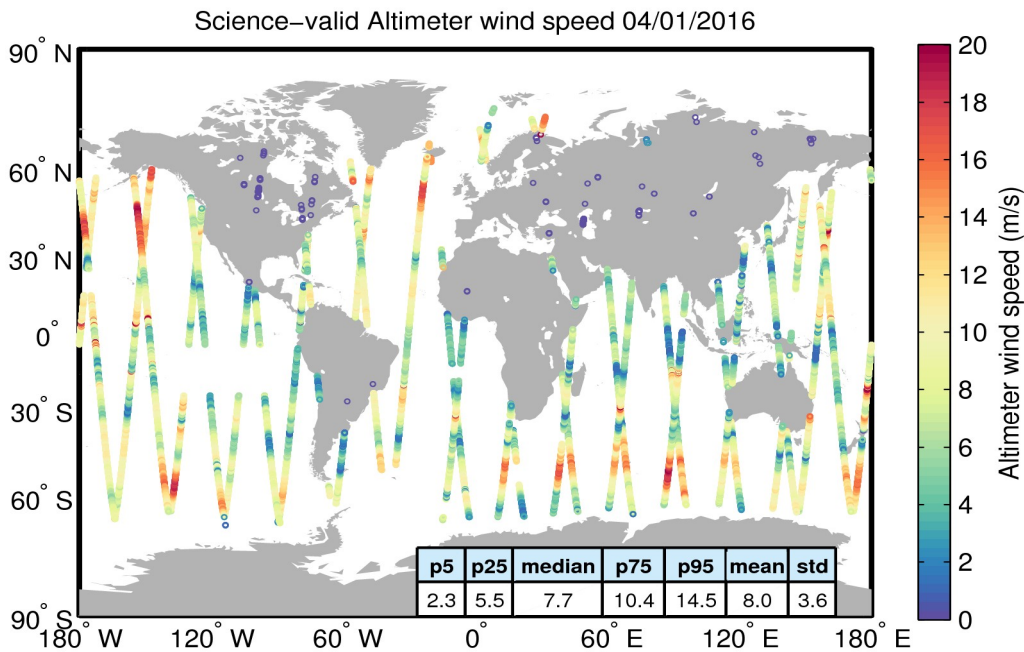 Science−valid Altimeter wind speed 04/01/2016
90° N
60° N
30° N
0°
30° S
60° S
90° S
180° W
120° W
60° W
0°
60° E
120° E
180° E
p5 p25 median p75 p95 mean std
2.3 5.5 7.7 10.4 14.5 8.0 3.6
20
18
16
14
12
10
8
6
4
2
0
Altimeter wind speed (m/s)